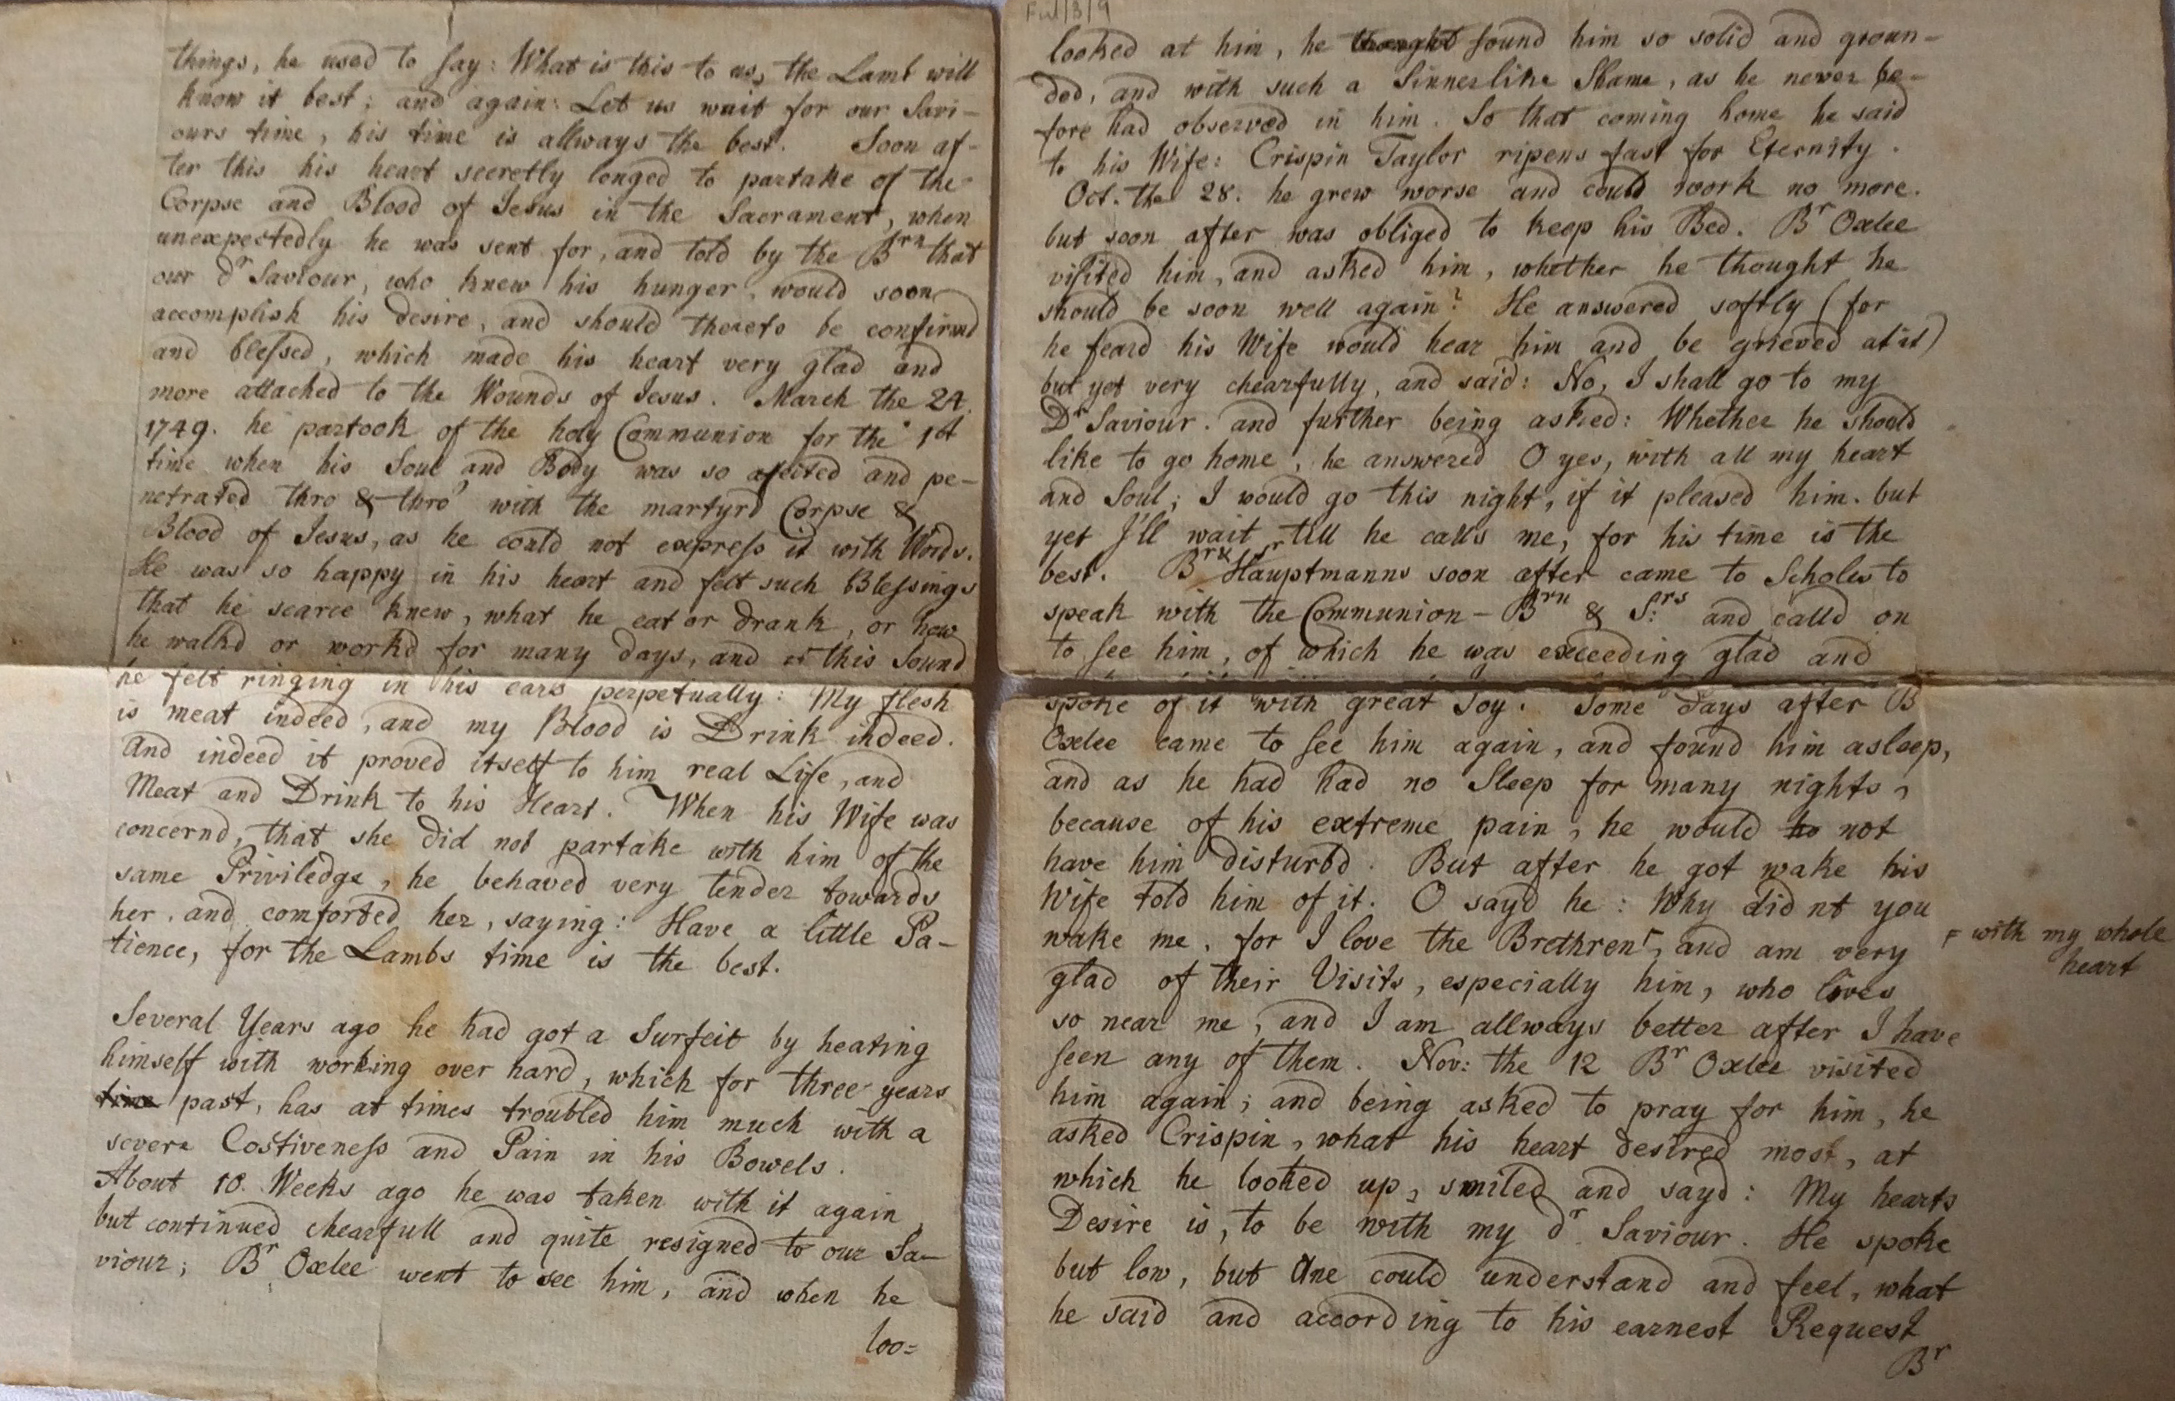 things, he used to say: What is this to us, the Lamb will
know it best; and again: Let us wait for our Savi-
ours time, his time is allways the best. Soon af-
ter this his heart secretly longed to partake of the
Corpse and Blood of Jesus in the Sacrament, when
unexpectedly he was sent for, and told by the Brn that
our dr Saviour, who knew his hunger, would soon
accomplish his desire, and should thereto be confirmd
and blessed, which made his heart very glad and
more attached to the Wounds of Jesus. March the 24.
1749. he partook of the holy Communion for the 1st
time when his Soul and Body was so afected and pe-
netrated thro & thro' with the martyrd Corpse &
Blood of Jesus, as he could not express it with Words.
He was so happy in his heart and felt such Blessings
that he scarce knew, what he eat or drank, or how
he walkd or workd for many days, and this Sound
he felt ringing in his ears perpetually: My flesh
is meat indeed, and my Blood is Drink indeed.
And indeed it proved itself to him real Life, and
Meat and Drink to his Heart. When his Wife was
concernd, that she did not partake with him of the
same Priviledge, he behaved very tender towards
her, and comforted her, saying: Have a little Pa-
tience, for the Lambs time is the best.
Several Years ago he had got a Surfeit by heating
himself with working over hard, which for three years
time past, has at times troubled him much with a
severe Costiveness and Pain in his Bowels.
About 10. Weeks ago he was taken with it again,
but continued chearfull and quite resigned to our Sa-
viour; Br Oxlee went to see him, and when he
loo=
Ful/3/9
looked at him, he thought found him so solid and groun-
ded, and with such a Sinnerlike Shame, as he never be-
fore had observed in him. So that coming home he said
to his Wife: Crispin Taylor ripens fast for Eternity.
Oct. the 28. he grew worse and could work no more.
but soon after was obliged to keep his Bed. Br Oxlee
visited him, and asked him, whether he thought he
should be soon well again? He answered softly (for
he feard his Wife would hear him and be grieved at it)
but yet very chearfully, and said: No, I shall go to my
Dr Saviour. and further being asked: Whether he should
like to go home, he answered O yes, with all my heart
and Soul; I would go this night, if it pleased him. but
yet I'll wait till he calls me, for his time is the
best. Br & Sr Hauptmanns soon after came to Scholes to
speak with the Communion-Brn & S:rs and calld on
to see him, of which he was exceeding glad and
spoke of it with great Joy. Some days after B
Oxlee came to see him again, and found him asleep,
and as he had had no Sleep for many nights,
because of his extreme pain, he would ho not
have him disturbd. But after he got wake his
Wife told him of it. O sayd he: Why did nt you
wake me, for I love the Brethren ⌜ and am very
⌜ with my whole
heart
glad of their Visits, especially him, who lives
so near me, and I am allways better after I have
seen any of them. Nov: the 12 Br Oxlee visited
him again; and being asked to pray for him, he
asked Crispin, what his heart desired most, at
which he looked up, smiled and sayd: My hearts
Desire is, to be with my dr Saviour. He spoke
but low, but One could understand and feel, what
he said and according to his earnest Request
Br